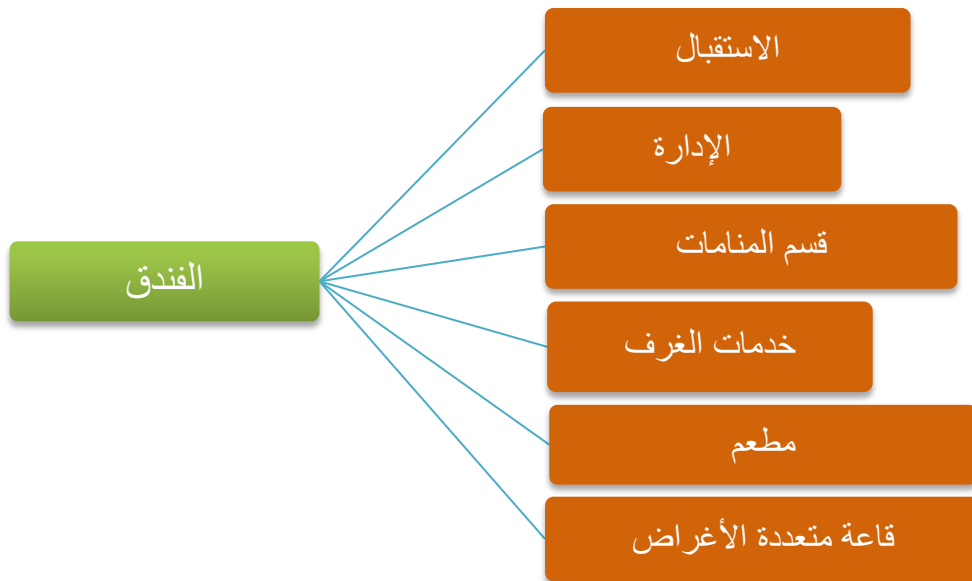 الفندق
الاستقبال
الإدارة
قسم المنامات
خدمات الغرف
مطعم
قاعة متعددة الأغراض